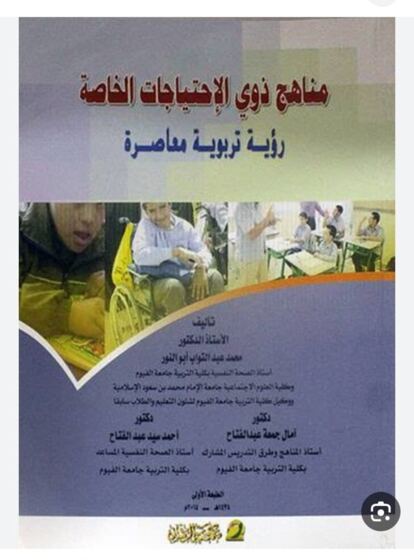 مناهج ذوي الإحتياجات الخاصة
رؤية تربوية معاصرة
تأليف
الأستاذ الدكتور
محمد عبد التواب أبو النور
أستاذ الصحة النفسية بكلية التربية جامعة الفيوم
وكلية العلوم الاجتماعية جامعة الإمام محمد بن سعود الإسلامية
ووكيل كلية التربية جامعة الفيوم لشئون التعليم والطلاب سابقا
دكتور
آمال جمعة عبدالفتاح
أستاذ المناهج وطرق التدريس المشارك
بكلية التربية جامعة الفيوم
دكتور
أحمد سيد عبد الفتاح
أستاذ الصحة النفسية المساعد
بكلية التربية جامعة الفيوم
الطبعة الأولى